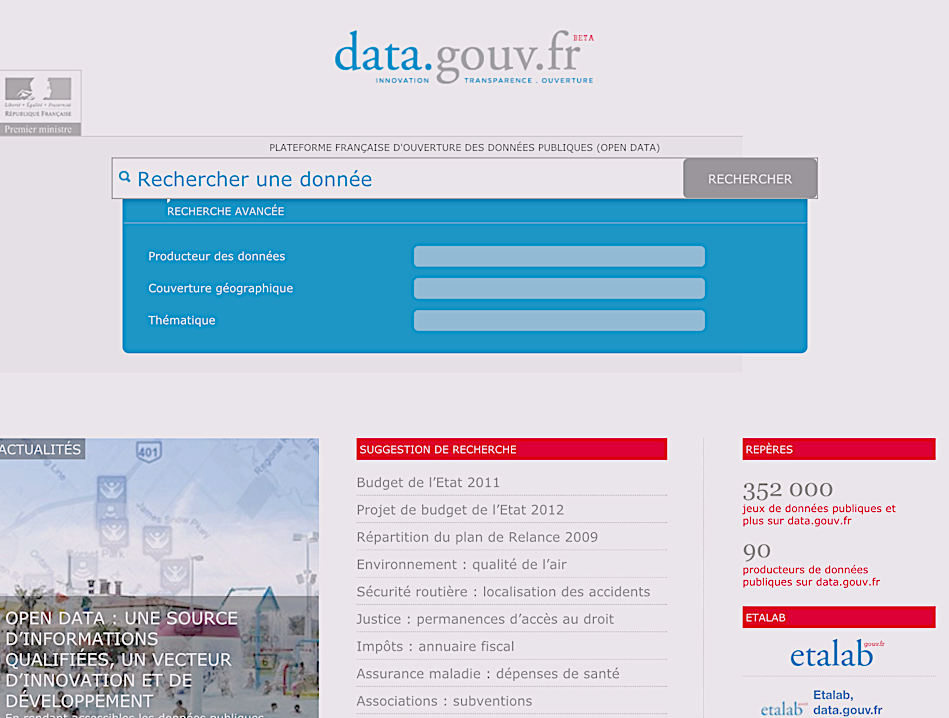 data.gouv.fr BETA
INNOVATION TRANSPARENCE . OUVERTURE
Liberté • Égalité • Fraternité
RÉPUBLIQUE FRANÇAISE
Premier ministre
PLATEFORME FRANÇAISE D'OUVERTURE DES DONNÉES PUBLIQUES (OPEN DATA)
Rechercher une donnée
RECHERCHER
RECHERCHE AVANCÉE
Producteur des données
Couverture géographique
Thématique
ACTUALITÉS
401
OPEN DATA : UNE SOURCE
D’INFORMATIONS
QUALIFIÉES, UN VECTEUR
D’INNOVATION ET DE
DÉVELOPPEMENT
En rendant accessibles les données publiques
SUGGESTION DE RECHERCHE
Budget de l’Etat 2011
Projet de budget de l’Etat 2012
Répartition du plan de Relance 2009
Environnement : qualité de l’air
Sécurité routière : localisation des accidents
Justice : permanences d’accès au droit
Impôts : annuaire fiscal
Assurance maladie : dépenses de santé
Associations : subventions
REPÈRES
352 000
jeux de données publiques et
plus sur data.gouv.fr
90
producteurs de données
publiques sur data.gouv.fr
ETALAB
etalab gouv.fr
etalab
Etalab,
data.gouv.fr